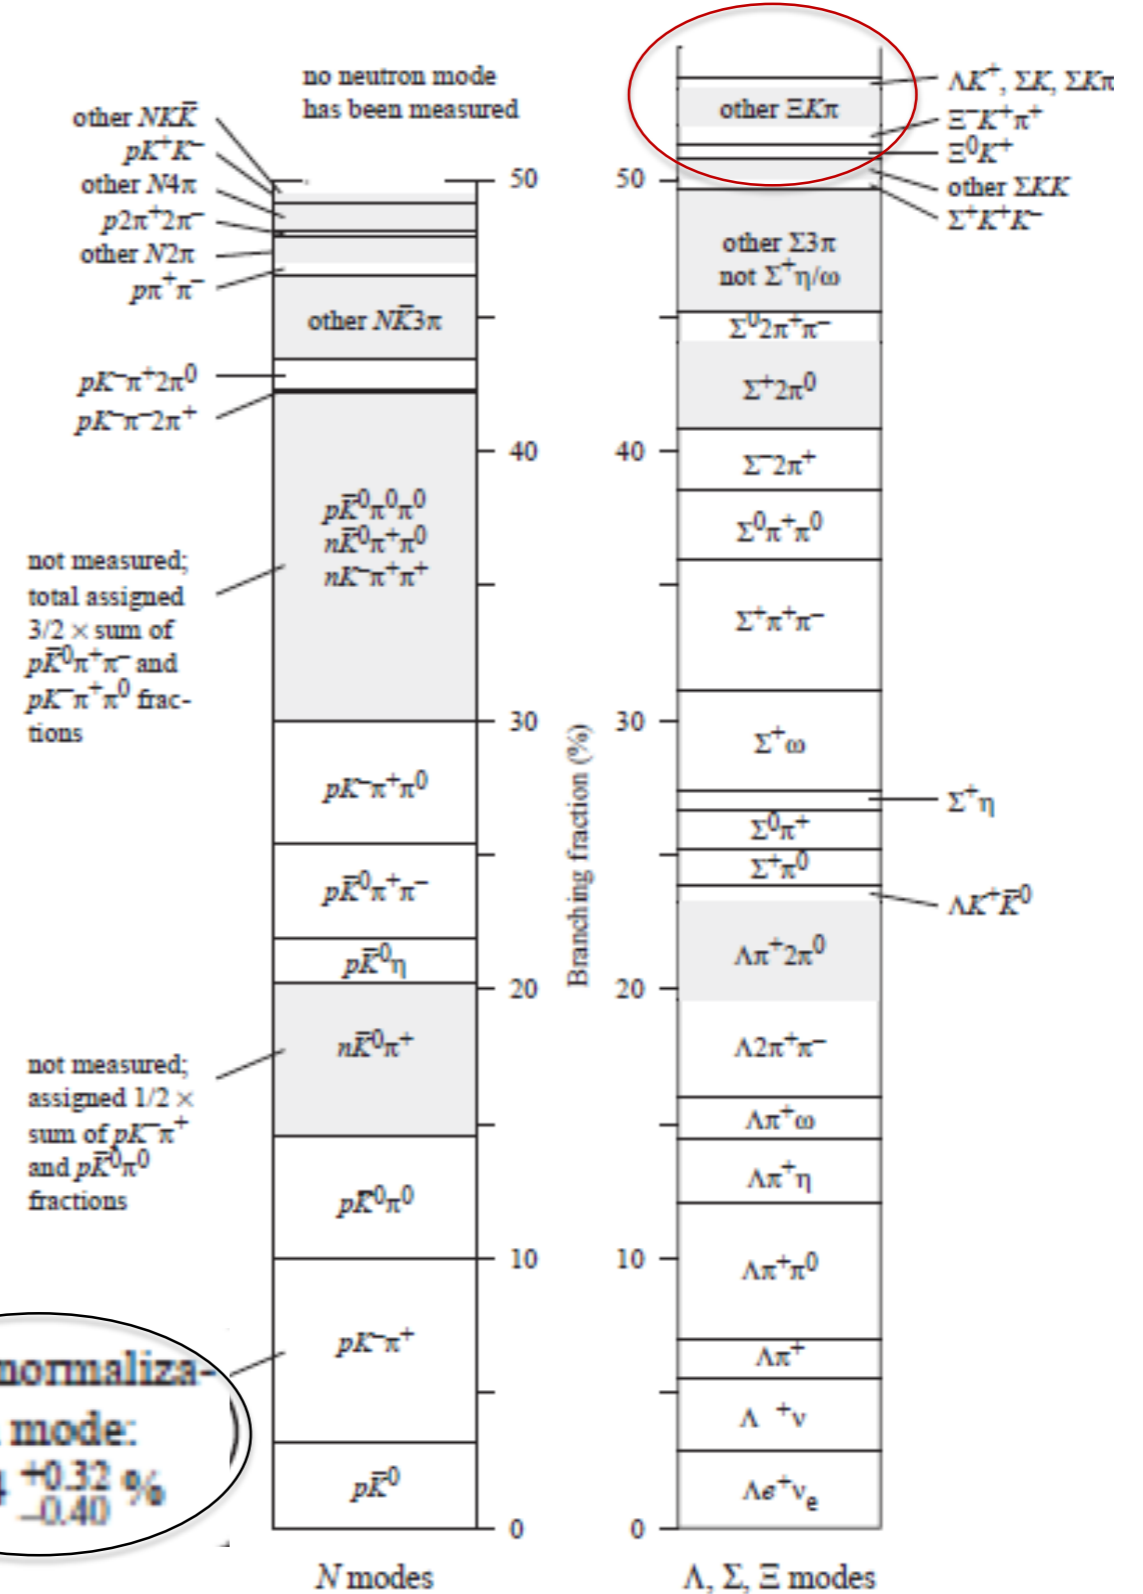 no neutron mode
has been measured
other NKK̅
pK⁺K⁻
other N4π
p2π⁺2π⁻
other N2π
pπ⁺π⁻
other NK̅3π
pK⁻π⁺2π⁰
pK⁻π⁻2π⁺
pK̅⁰π⁰π⁰
nK̅⁰π⁺π⁰
nK⁻π⁺π⁺
not measured;
total assigned
3/2 × sum of
pK̅⁰π⁺π⁻ and
pK⁻π⁺π⁰ frac-
tions
pK⁻π⁺π⁰
pK̅⁰π⁺π⁻
pK̅⁰η
nK̅⁰π⁺
not measured;
assigned 1/2 ×
sum of pK⁻π⁺
and pK̅⁰π⁰
fractions
pK̅⁰π⁰
pK⁻π⁺
normaliza-
mode:
+0.32
−0.40 %
pK̅⁰
50
40
30
20
10
0
N modes
Branching fraction (%)
50
40
30
20
10
0
other ΞKπ
ΛK⁺, ΣK, ΣKπ
Ξ⁻K⁺π⁺
Ξ⁰K⁺
other ΣKK
Σ⁺K⁺K⁻
other Σ3π
not Σ⁺η/ω
Σ⁰2π⁺π⁻
Σ⁺2π⁰
Σ⁻2π⁺
Σ⁰π⁺π⁰
Σ⁺π⁺π⁻
Σ⁺ω
Σ⁺η
Σ⁰π⁺
Σ⁺π⁰
ΛK⁺K̅⁰
Λπ⁺2π⁰
Λ2π⁺π⁻
Λπ⁺ω
Λπ⁺η
Λπ⁺π⁰
Λπ⁺
Λ ⁺ν
Λe⁺νₑ
Λ, Σ, Ξ modes